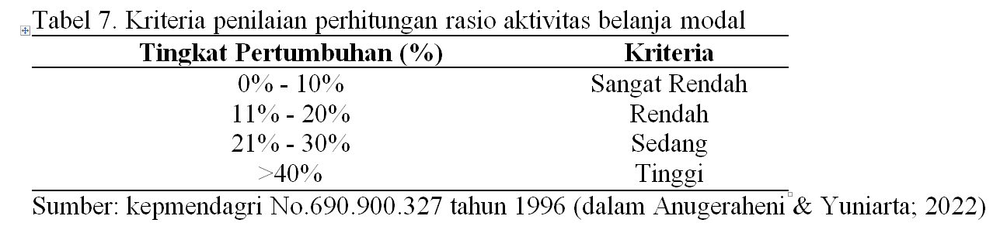 Tabel 7. Kriteria penilaian perhitungan rasio aktivitas belanja modal
Tingkat Pertumbuhan (%) Kriteria
0% - 10% Sangat Rendah
11% - 20% Rendah
21% - 30% Sedang
>40% Tinggi
Sumber: kepmendagri No.690.900.327 tahun 1996 (dalam Anugeraheni & Yuniarta; 2022)